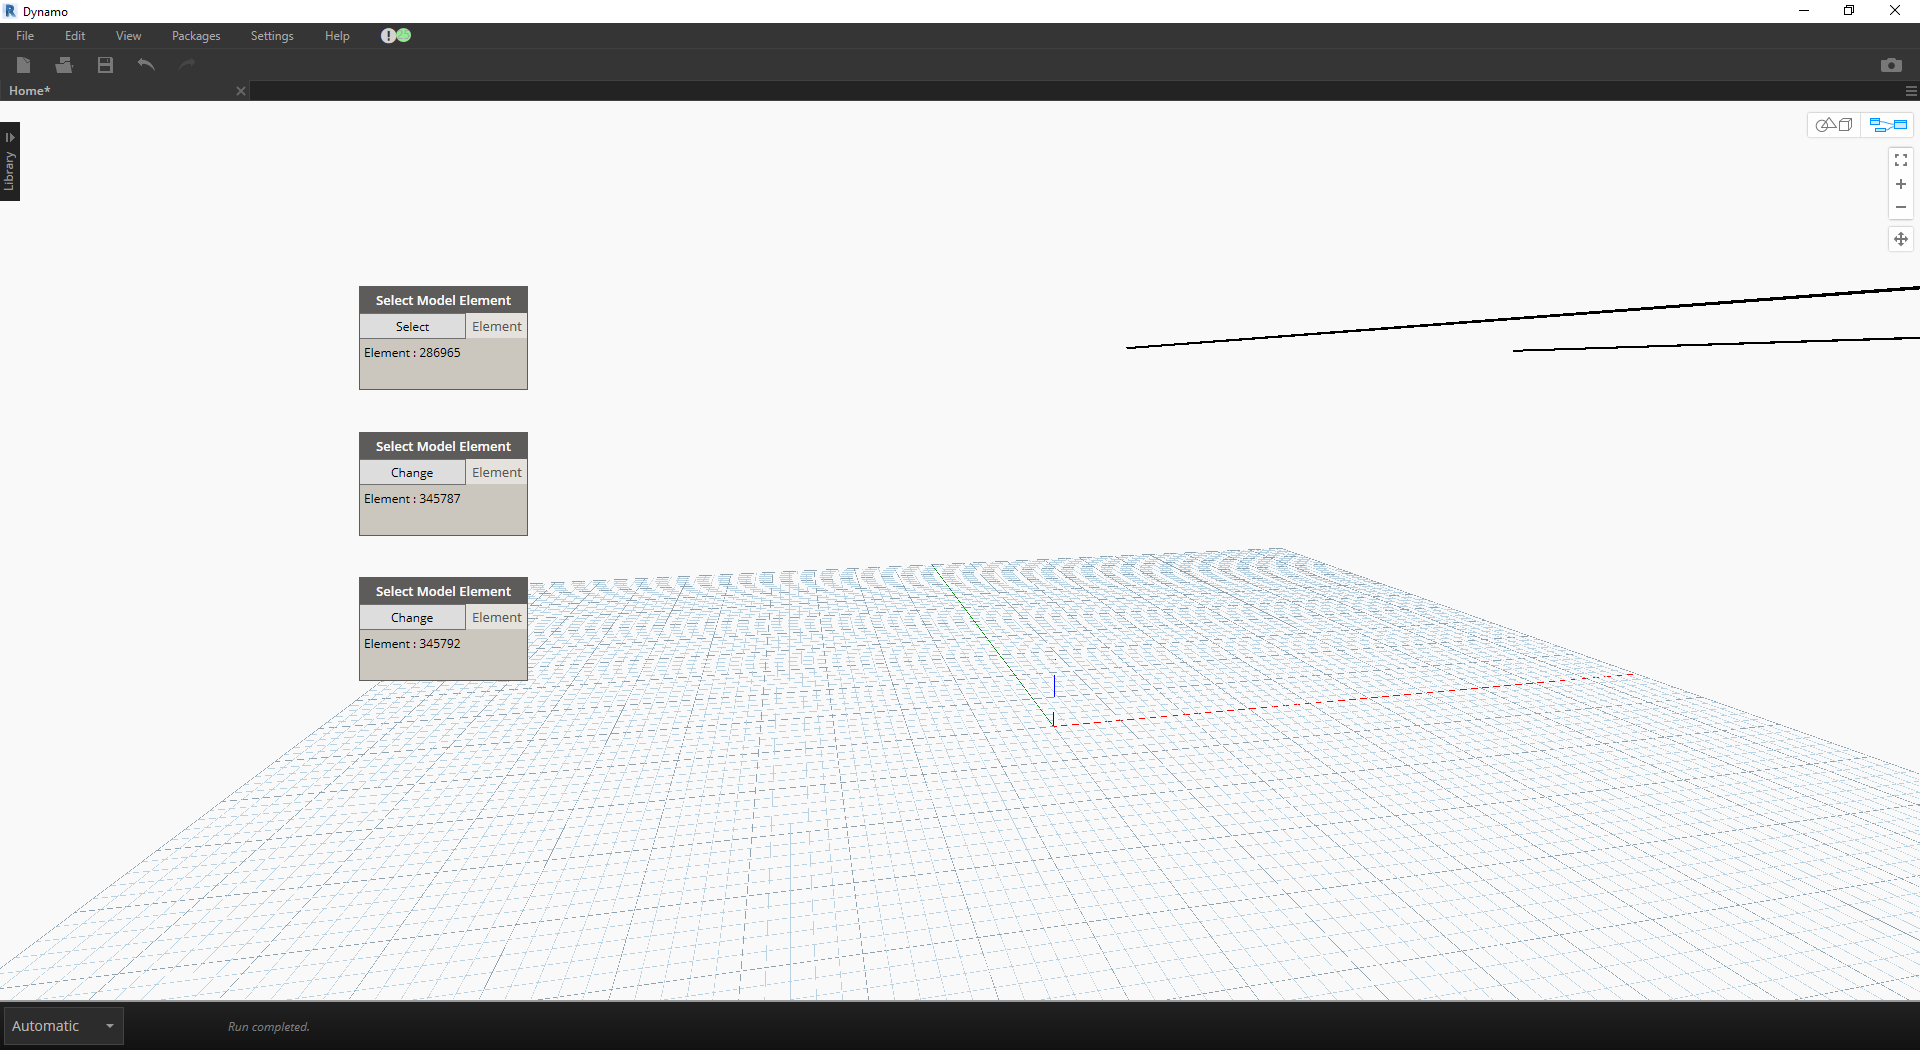 Dynamo
File Edit View Packages Settings Help
Home*
Library
Select Model Element
Select Element
Element : 286965
Select Model Element
Change Element
Element : 345787
Select Model Element
Change Element
Element : 345792
Automatic Run completed.